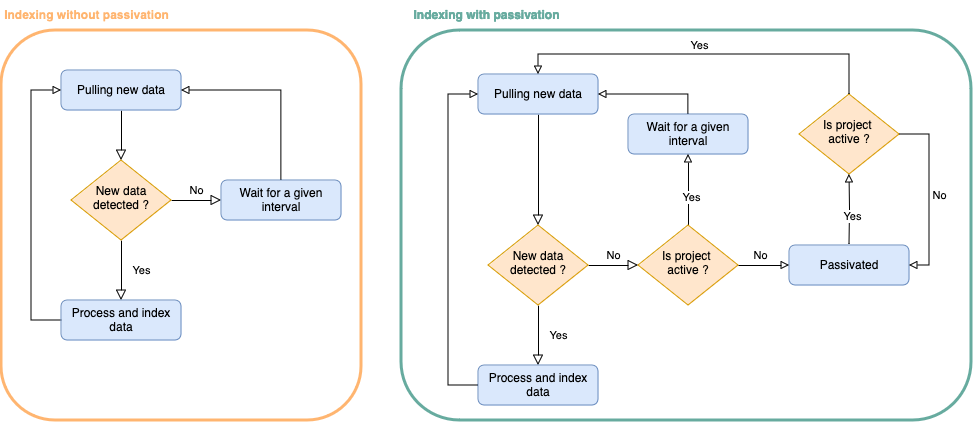 Indexing without passivation
Pulling new data
New data
detected ?
No
Wait for a given
interval
Yes
Process and index
data
Indexing with passivation
Yes
Pulling new data
Wait for a given
interval
Is project
active ?
Yes
No
Yes
New data
detected ?
No
Is project
active ?
No
Passivated
Yes
Process and index
data